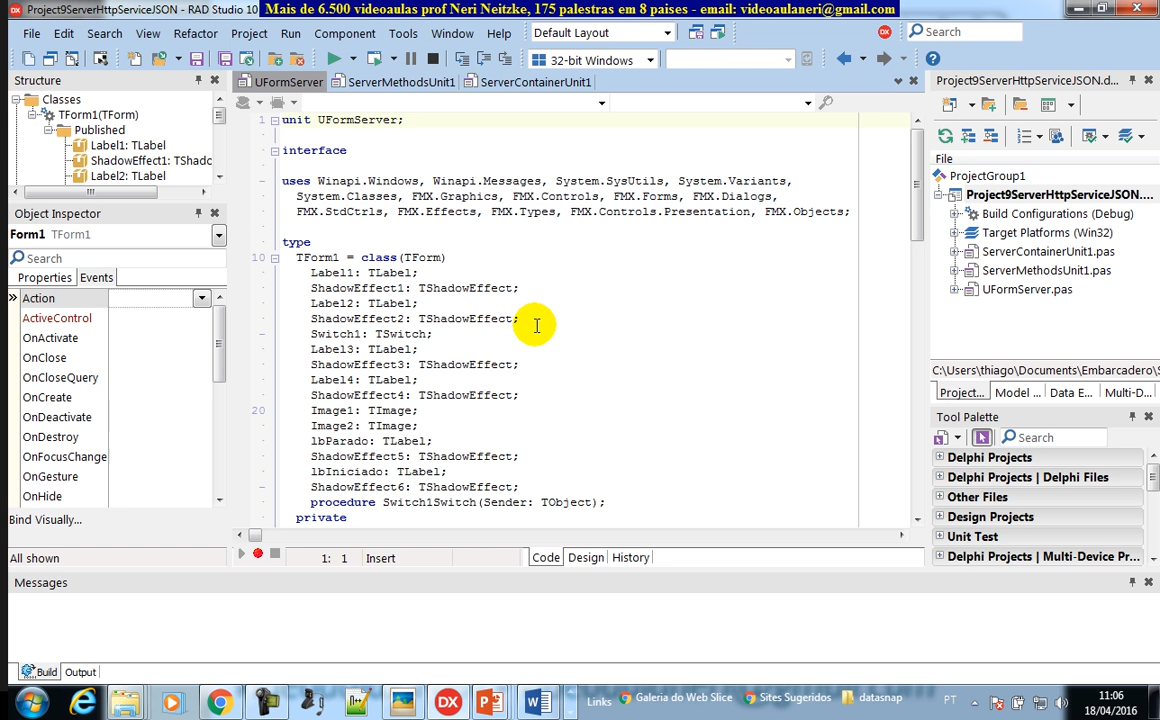 Project9ServerHttpServiceJSON - RAD Studio 10
Mais de 6.500 videoaulas prof Neri Neitzke, 175 palestras em 8 paises - email: videoaulaneri@gmail.com
File Edit Search View Refactor Project Run Component Tools Window Help
Default Layout
Search
32-bit Windows
Structure
Classes
TForm1(TForm)
Published
Label1: TLabel
ShadowEffect1: TShadc
Label2: TLabel
Object Inspector
Form1 TForm1
Search
Properties Events
Action
ActiveControl
OnActivate
OnClose
OnCloseQuery
OnCreate
OnDeactivate
OnDestroy
OnFocusChange
OnGesture
OnHide
Bind Visually...
All shown
UFormServer ServerMethodsUnit1 ServerContainerUnit1
1 unit UFormServer;
interface
uses Winapi.Windows, Winapi.Messages, System.SysUtils, System.Variants,
System.Classes, FMX.Graphics, FMX.Controls, FMX.Forms, FMX.Dialogs,
FMX.StdCtrls, FMX.Effects, FMX.Types, FMX.Controls.Presentation, FMX.Objects;
type
10 TForm1 = class(TForm)
Label1: TLabel;
ShadowEffect1: TShadowEffect;
Label2: TLabel;
ShadowEffect2: TShadowEffect;
Switch1: TSwitch;
Label3: TLabel;
ShadowEffect3: TShadowEffect;
Label4: TLabel;
ShadowEffect4: TShadowEffect;
20 Image1: TImage;
Image2: TImage;
lbParado: TLabel;
ShadowEffect5: TShadowEffect;
lbIniciado: TLabel;
ShadowEffect6: TShadowEffect;
procedure Switch1Switch(Sender: TObject);
private
1: 1 Insert
Code Design History
Project9ServerHttpServiceJSON.d...
File
ProjectGroup1
Project9ServerHttpServiceJSON....
Build Configurations (Debug)
Target Platforms (Win32)
ServerContainerUnit1.pas
ServerMethodsUnit1.pas
UFormServer.pas
C:\Users\thiago\Documents\Embarcadero\S
Project... Model ... Data E... Multi-D...
Tool Palette
Search
Delphi Projects
Delphi Projects | Delphi Files
Other Files
Design Projects
Unit Test
Delphi Projects | Multi-Device Pr...
Messages
Build Output
Links Galeria do Web Slice Sites Sugeridos datasnap
PT
11:06
18/04/2016